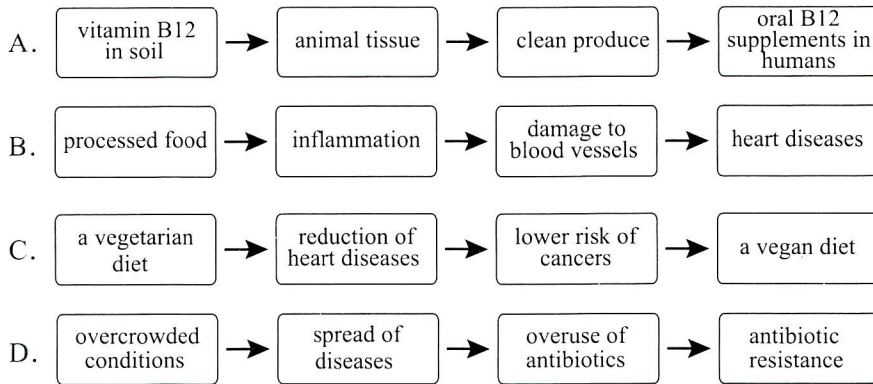 A. vitamin B12 in soil → animal tissue → clean produce → oral B12 supplements in humans
B. processed food → inflammation → damage to blood vessels → heart diseases
C. a vegetarian diet → reduction of heart diseases → lower risk of cancers → a vegan diet
D. overcrowded conditions → spread of diseases → overuse of antibiotics → antibiotic resistance